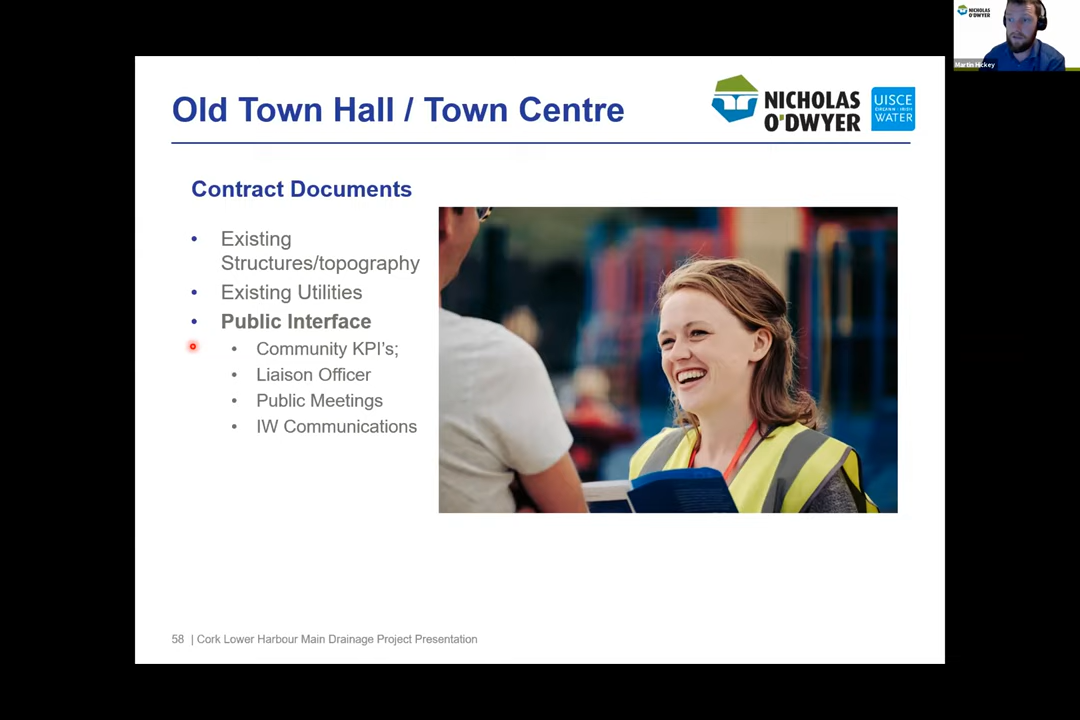 NICHOLAS
O'DWYER
Martin Hickey
Old Town Hall / Town Centre
NICHOLAS
O'DWYER
UISCE
ÉIREANN : IRISH
WATER
Contract Documents
• Existing
Structures/topography
• Existing Utilities
• Public Interface
• Community KPI's;
• Liaison Officer
• Public Meetings
• IW Communications
58 | Cork Lower Harbour Main Drainage Project Presentation